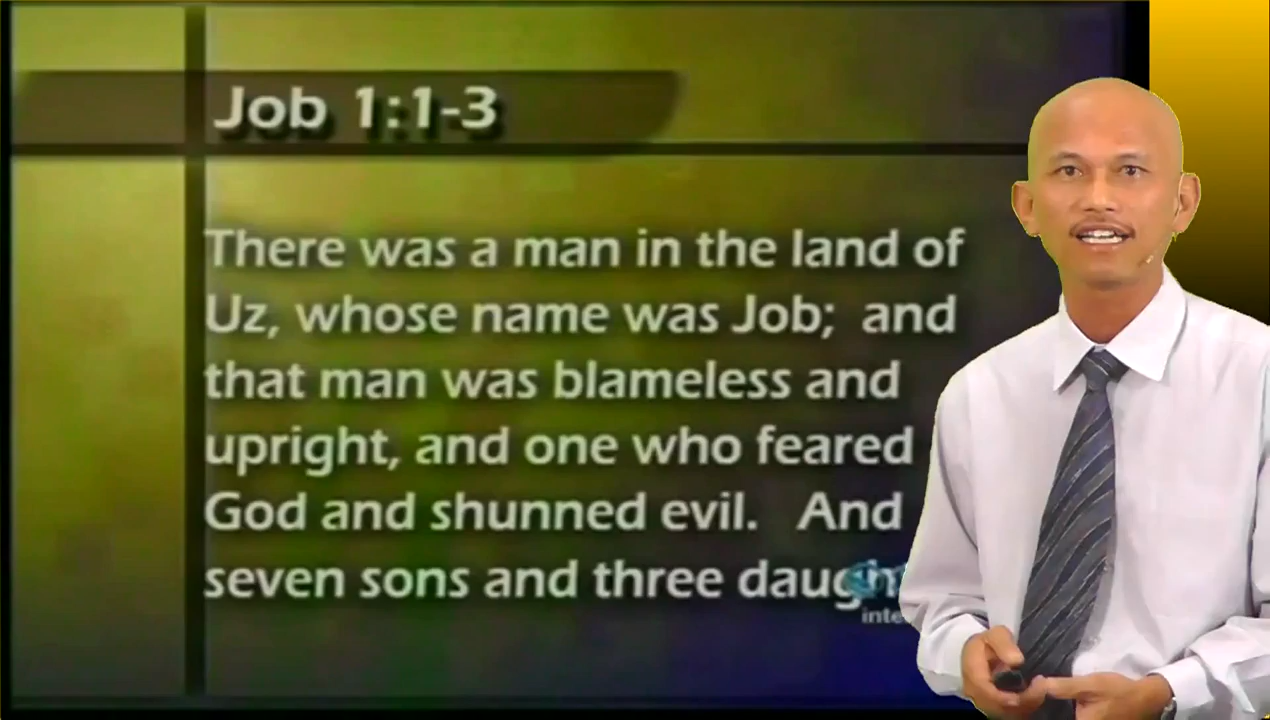 Job 1:1-3
There was a man in the land of
Uz, whose name was Job; and
that man was blameless and
upright, and one who feared
God and shunned evil. And
seven sons and three